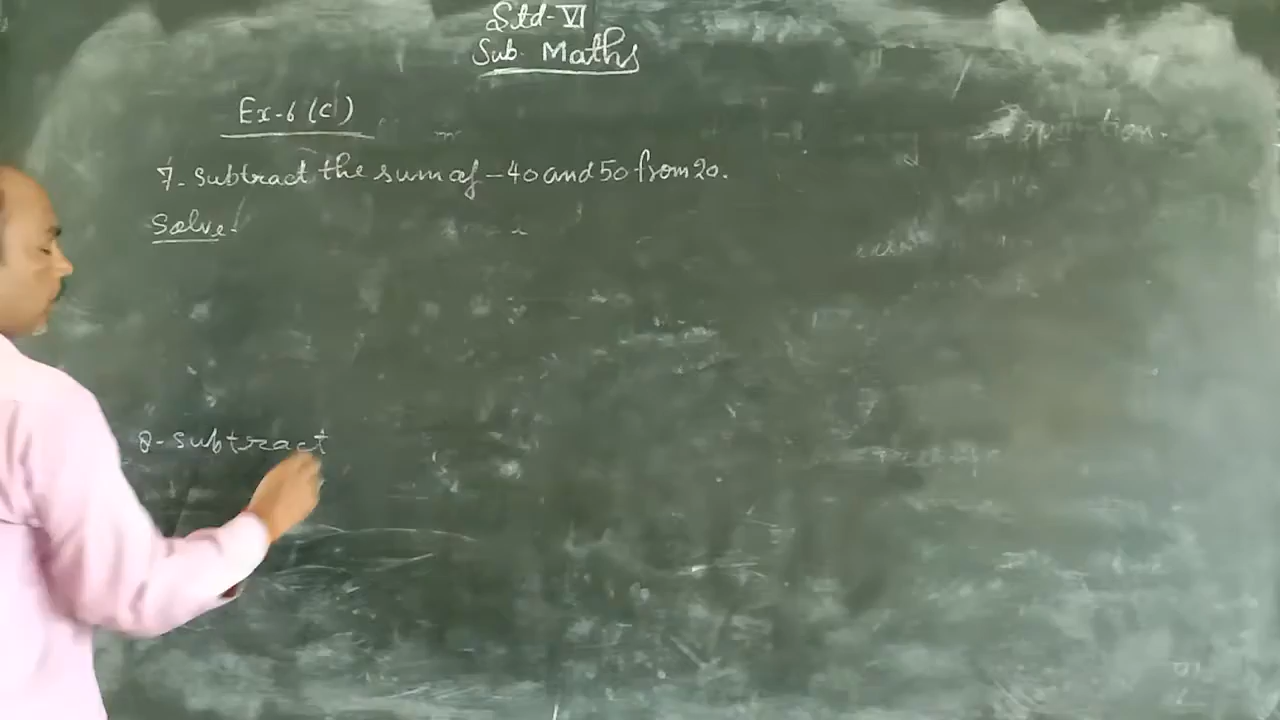 Std-VI
Sub- Maths
Ex-6 (c)
7- Subtract the sum of -40 and 50 from 20.
Solve!
8- Subtract